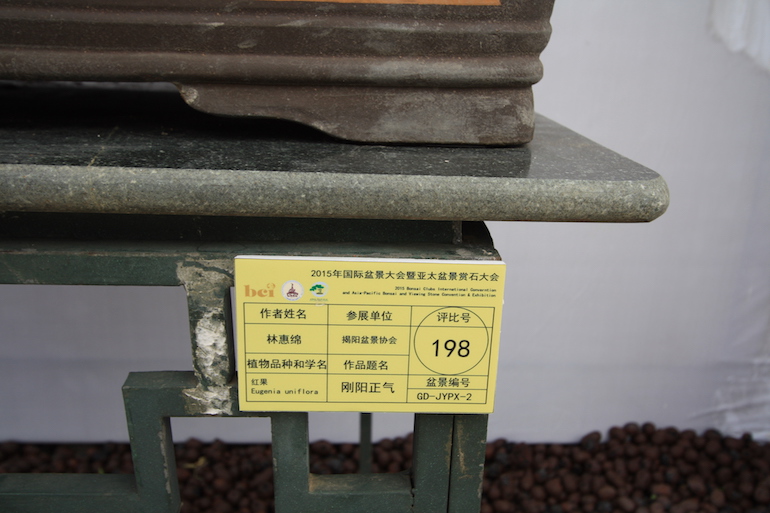 2015年国际盆景大会暨亚太盆景赏石大会
bci
2015 Bonsai Clubs International Convention
and Asia-Pacific Bonsai and Viewing Stone Convention & Exhibition
作者姓名 参展单位 评比号
林惠绵 揭阳盆景协会 198
植物品种和学名 作品题名
红果 Eugenia uniflora 刚阳正气 盆景编号
GD-JYPX-2